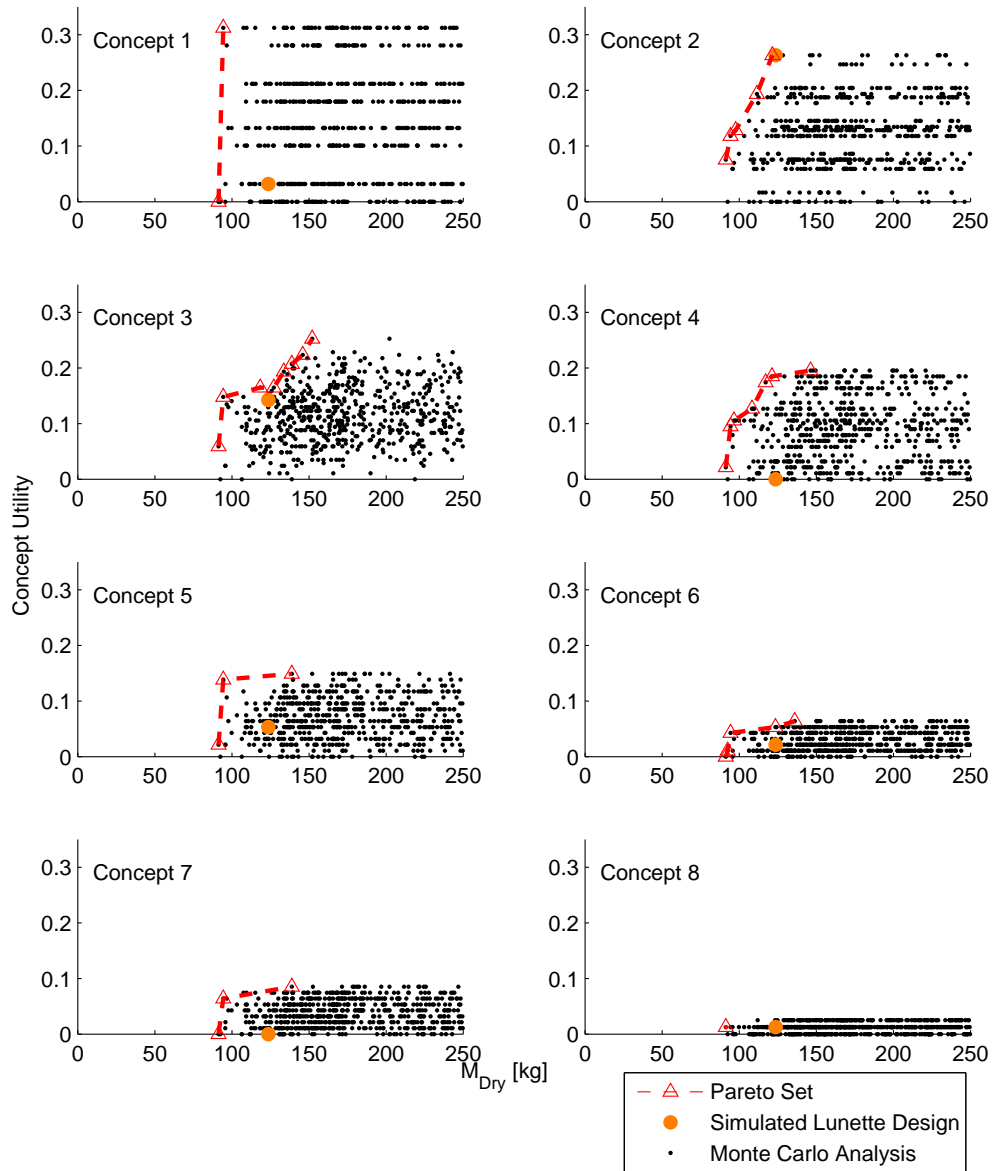 Concept 1
0.3
0.2
0.1
0
0 50 100 150 200 250
Concept 2
0.3
0.2
0.1
0
0 50 100 150 200 250
Concept 3
0.3
0.2
0.1
0
0 50 100 150 200 250
Concept 4
0.3
0.2
0.1
0
0 50 100 150 200 250
Concept Utility
Concept 5
0.3
0.2
0.1
0
0 50 100 150 200 250
Concept 6
0.3
0.2
0.1
0
0 50 100 150 200 250
Concept 7
0.3
0.2
0.1
0
0 50 100 150 200 250
Concept 8
0.3
0.2
0.1
0
0 50 100 150 200 250
M_Dry [kg]
Pareto Set
Simulated Lunette Design
Monte Carlo Analysis